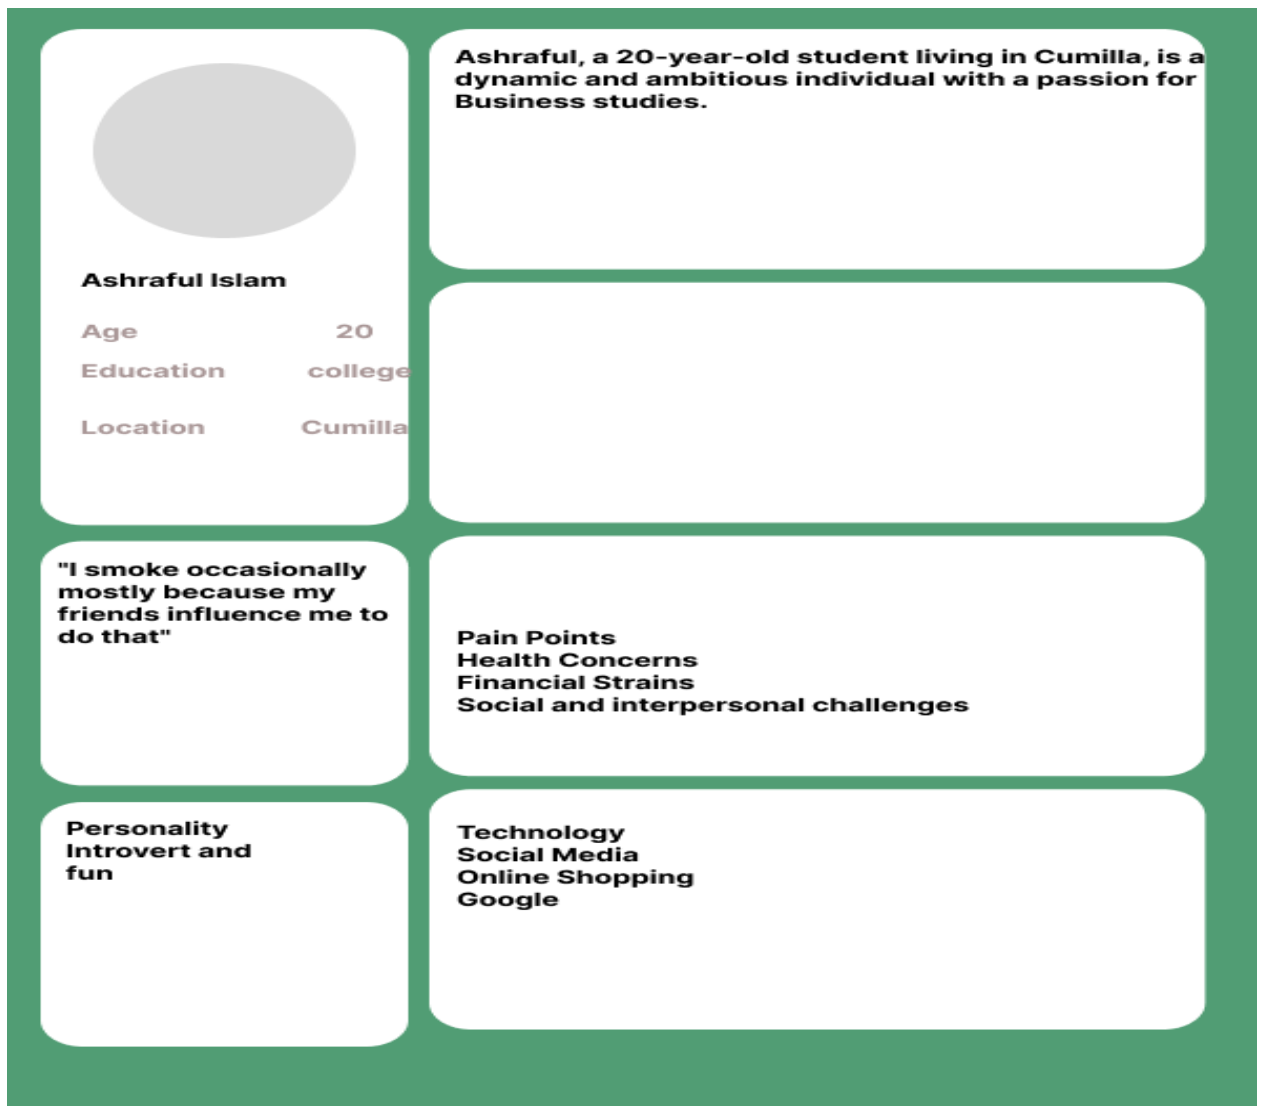 Ashraful Islam
Age 20
Education college
Location Cumilla
"I smoke occasionally
mostly because my
friends influence me to
do that"
Personality
Introvert and
fun
Ashraful, a 20-year-old student living in Cumilla, is a
dynamic and ambitious individual with a passion for
Business studies.
Pain Points
Health Concerns
Financial Strains
Social and interpersonal challenges
Technology
Social Media
Online Shopping
Google